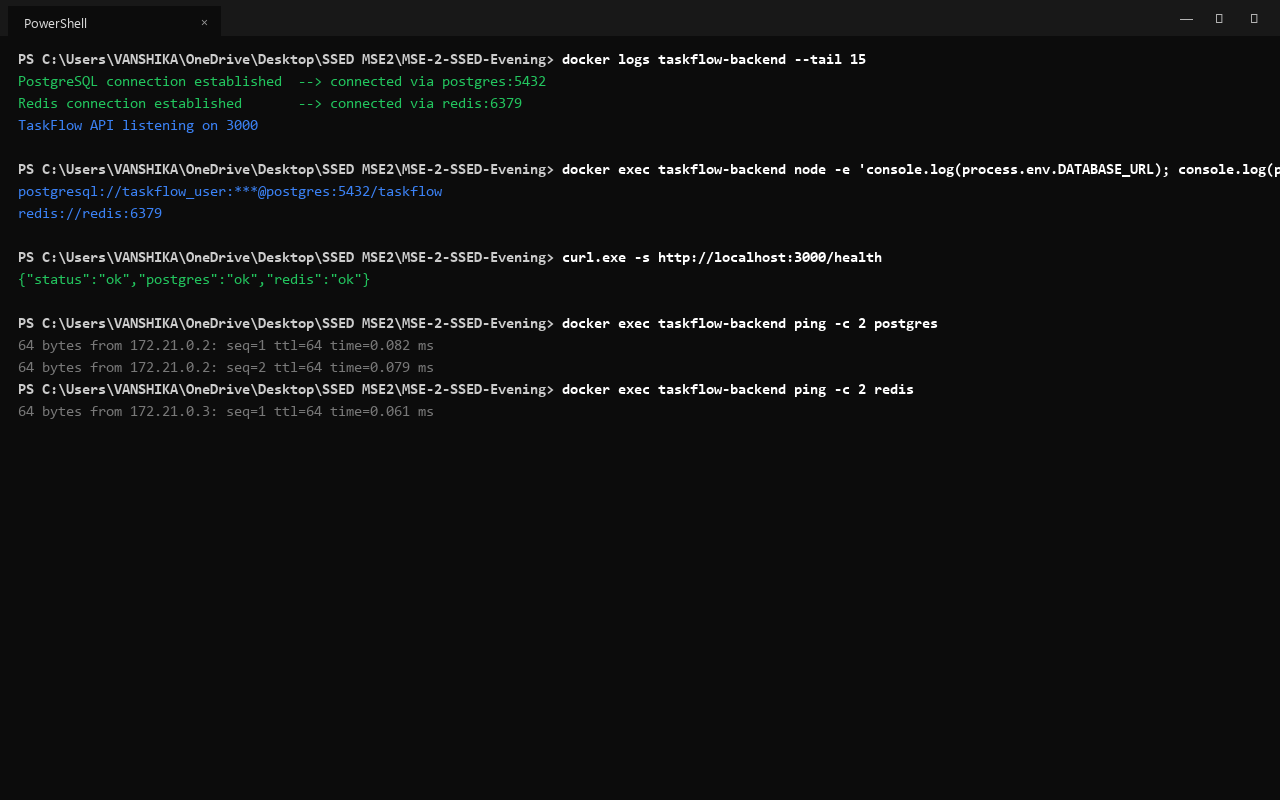 PowerShell
PS C:\Users\VANSHIKA\OneDrive\Desktop\SSED MSE2\MSE-2-SSED-Evening> docker logs taskflow-backend --tail 15
PostgreSQL connection established  --> connected via postgres:5432
Redis connection established       --> connected via redis:6379
TaskFlow API listening on 3000
PS C:\Users\VANSHIKA\OneDrive\Desktop\SSED MSE2\MSE-2-SSED-Evening> docker exec taskflow-backend node -e 'console.log(process.env.DATABASE_URL); console.log(p
postgresql://taskflow_user:***@postgres:5432/taskflow
redis://redis:6379
PS C:\Users\VANSHIKA\OneDrive\Desktop\SSED MSE2\MSE-2-SSED-Evening> curl.exe -s http://localhost:3000/health
{"status":"ok","postgres":"ok","redis":"ok"}
PS C:\Users\VANSHIKA\OneDrive\Desktop\SSED MSE2\MSE-2-SSED-Evening> docker exec taskflow-backend ping -c 2 postgres
64 bytes from 172.21.0.2: seq=1 ttl=64 time=0.082 ms
64 bytes from 172.21.0.2: seq=2 ttl=64 time=0.079 ms
PS C:\Users\VANSHIKA\OneDrive\Desktop\SSED MSE2\MSE-2-SSED-Evening> docker exec taskflow-backend ping -c 2 redis
64 bytes from 172.21.0.3: seq=1 ttl=64 time=0.061 ms